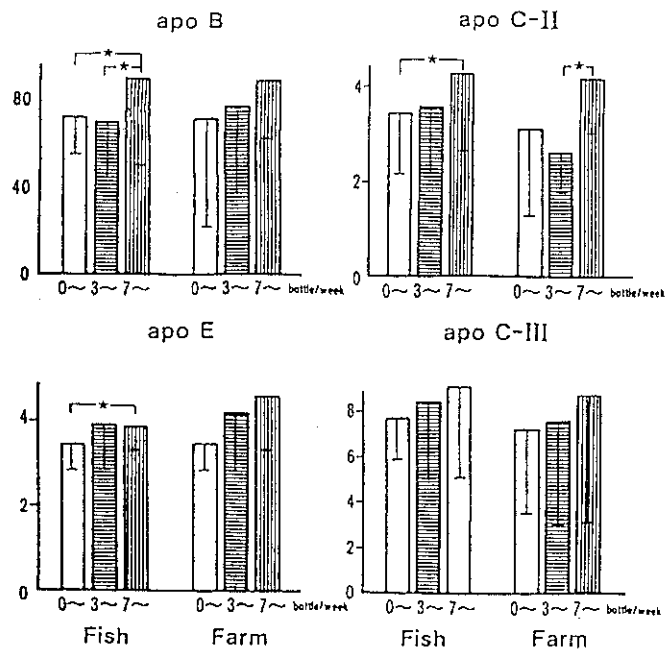 apo B
apo C-II
★
★
80
40
0
0～ 3～ 7～
0～ 3～ 7～
bottle/week
★
★
4
2
0
0～ 3～ 7～
0～ 3～ 7～
bottle/week
apo E
apo C-III
★
4
2
0
0～ 3～ 7～
0～ 3～ 7～
bottle/week
Fish
Farm
8
6
4
2
0
0～ 3～ 7～
0～ 3～ 7～
bottle/week
Fish
Farm